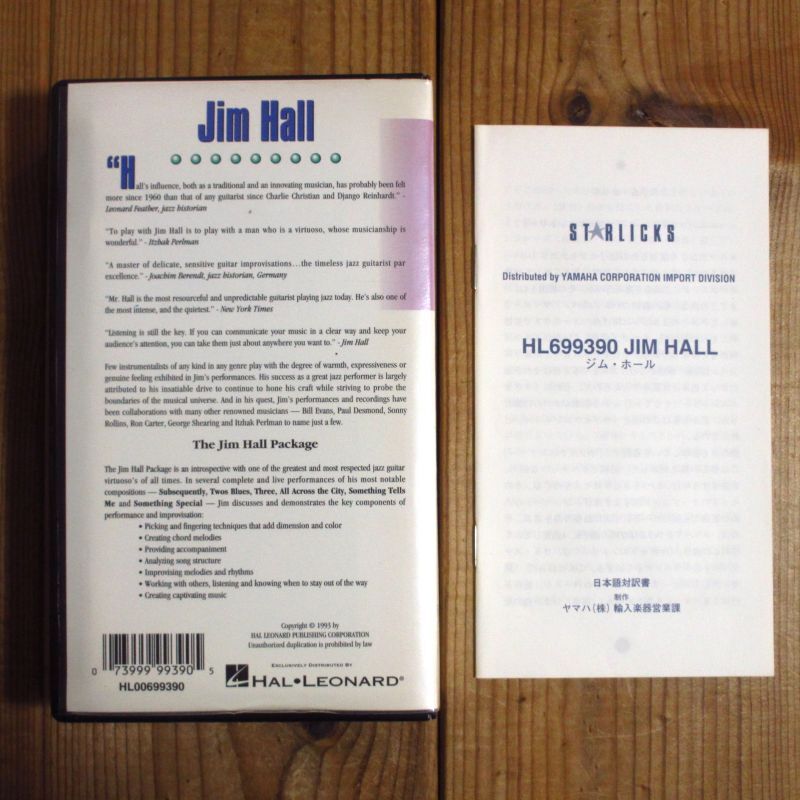 Jim Hall
“Hall's influence, both as a traditional and an innovating musician, has probably been felt
more since 1960 than that of any guitarist since Charlie Christian and Django Reinhardt." -
Leonard Feather, jazz historian
"To play with Jim Hall is to play with a man who is a virtuoso, whose musicianship is
wonderful." - Itzhak Perlman
"A master of delicate, sensitive guitar improvisations...the timeless jazz guitarist par
excellence." - Joachim Berendt, jazz historian, Germany
"Mr. Hall is the most resourceful and unpredictable guitarist playing jazz today. He's also one of
the most intense, and the quietest." - New York Times
"Listening is still the key. If you can communicate your music in a clear way and keep your
audience's attention, you can take them just about anywhere you want to." - Jim Hall
Few instrumentalists of any kind in any genre play with the degree of warmth, expressiveness or
genuine feeling exhibited in Jim's performances. His success as a great jazz performer is largely
attributed to his insatiable drive to continue to hone his craft while striving to probe the
boundaries of the musical universe. And in his quest, Jim's performances and recordings have
been collaborations with many other renowned musicians — Bill Evans, Paul Desmond, Sonny
Rollins, Ron Carter, George Shearing and Itzhak Perlman to name just a few.
The Jim Hall Package
The Jim Hall Package is an introspective with one of the greatest and most respected jazz guitar
virtuoso's of all times. In several complete and live performances of his most notable
compositions — Subsequently, Twos Blues, Three, All Across the City, Something Tells
Me and Something Special — Jim discusses and demonstrates the key components of
performance and improvisation:
• Picking and fingering techniques that add dimension and color
• Creating chord melodies
• Providing accompaniment
• Analyzing song structure
• Improvising melodies and rhythms
• Working with others, listening and knowing when to stay out of the way
• Creating captivating music
Copyright © 1993 by
HAL LEONARD PUBLISHING CORPORATION
Unauthorized duplication is prohibited by law
0 73999 99390 5
HL00699390
EXCLUSIVELY DISTRIBUTED BY
HAL•LEONARD®
STARLICKS
Distributed by YAMAHA CORPORATION IMPORT DIVISION
HL699390 JIM HALL
ジム・ホール
日本語対訳書
制作
ヤマハ(株)輸入楽器営業課